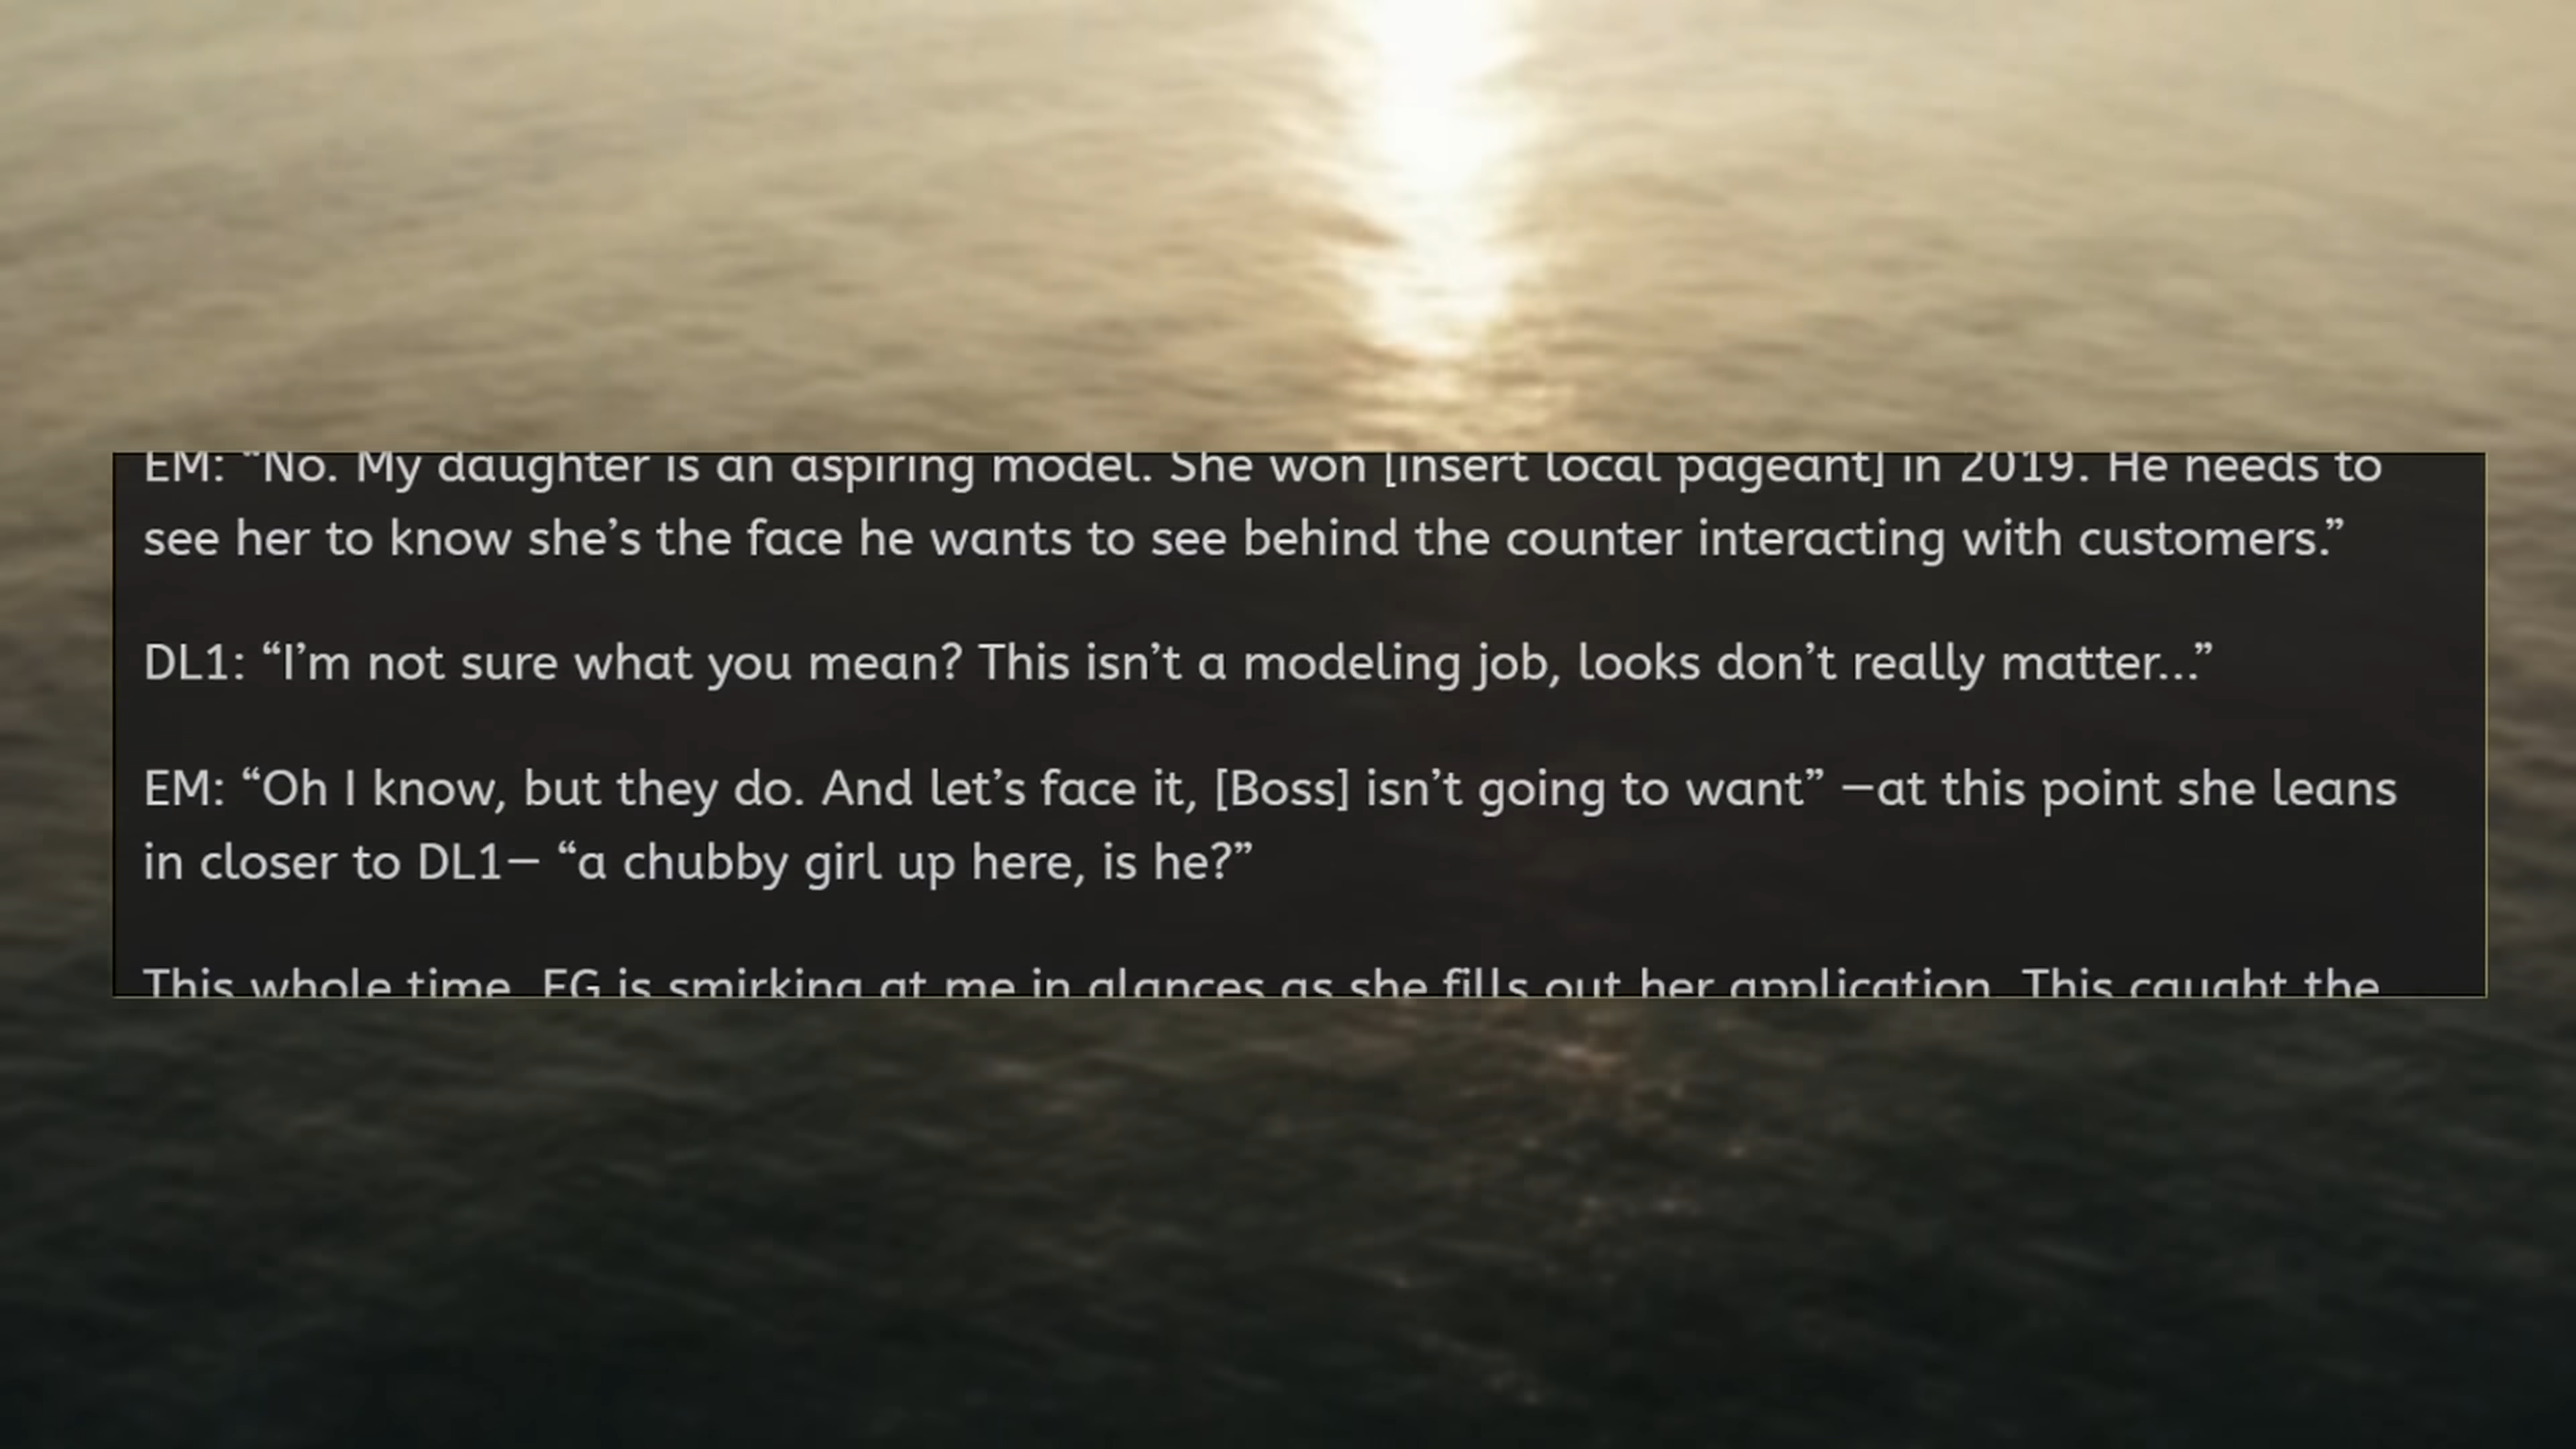 EM: “No. My daughter is an aspiring model. She won [insert local pageant] in 2019. He needs to
see her to know she’s the face he wants to see behind the counter interacting with customers.”
DL1: “I’m not sure what you mean? This isn’t a modeling job, looks don’t really matter...”
EM: “Oh I know, but they do. And let’s face it, [Boss] isn’t going to want” —at this point she leans
in closer to DL1— “a chubby girl up here, is he?”
This whole time, EG is smirking at me in glances as she fills out her application. This caught the